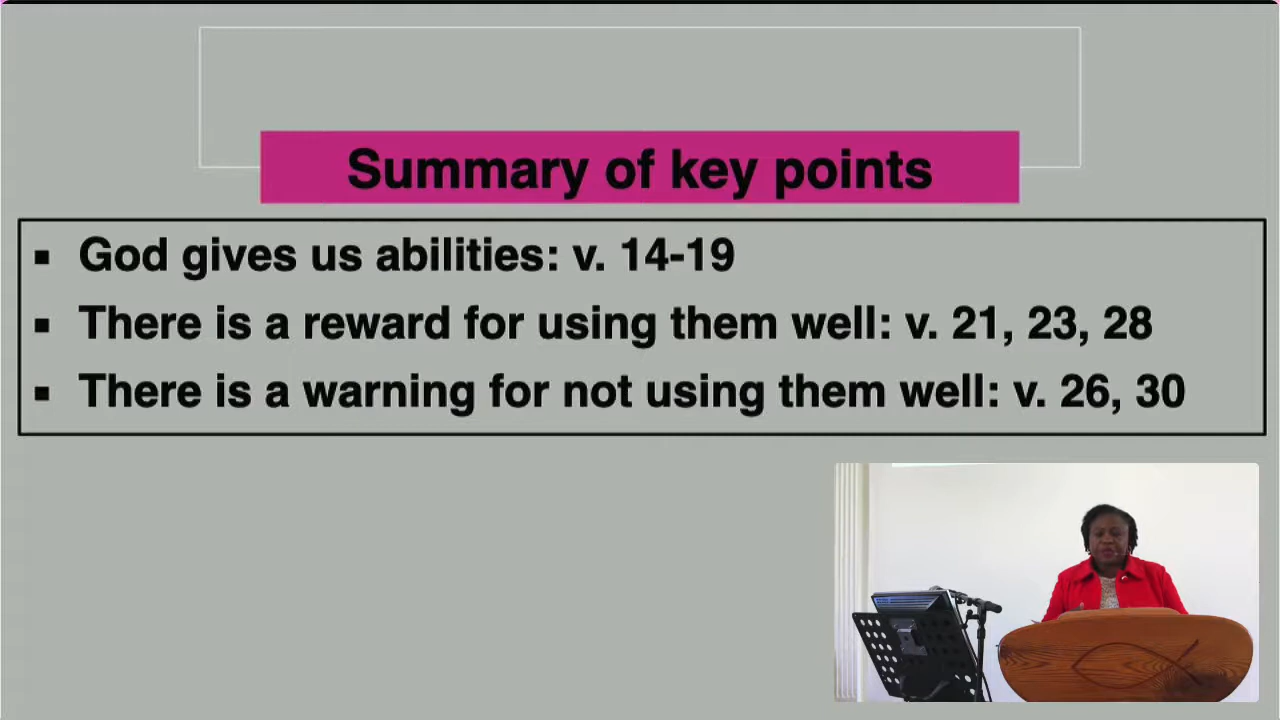 Summary of key points
▪ God gives us abilities: v. 14-19
▪ There is a reward for using them well: v. 21, 23, 28
▪ There is a warning for not using them well: v. 26, 30